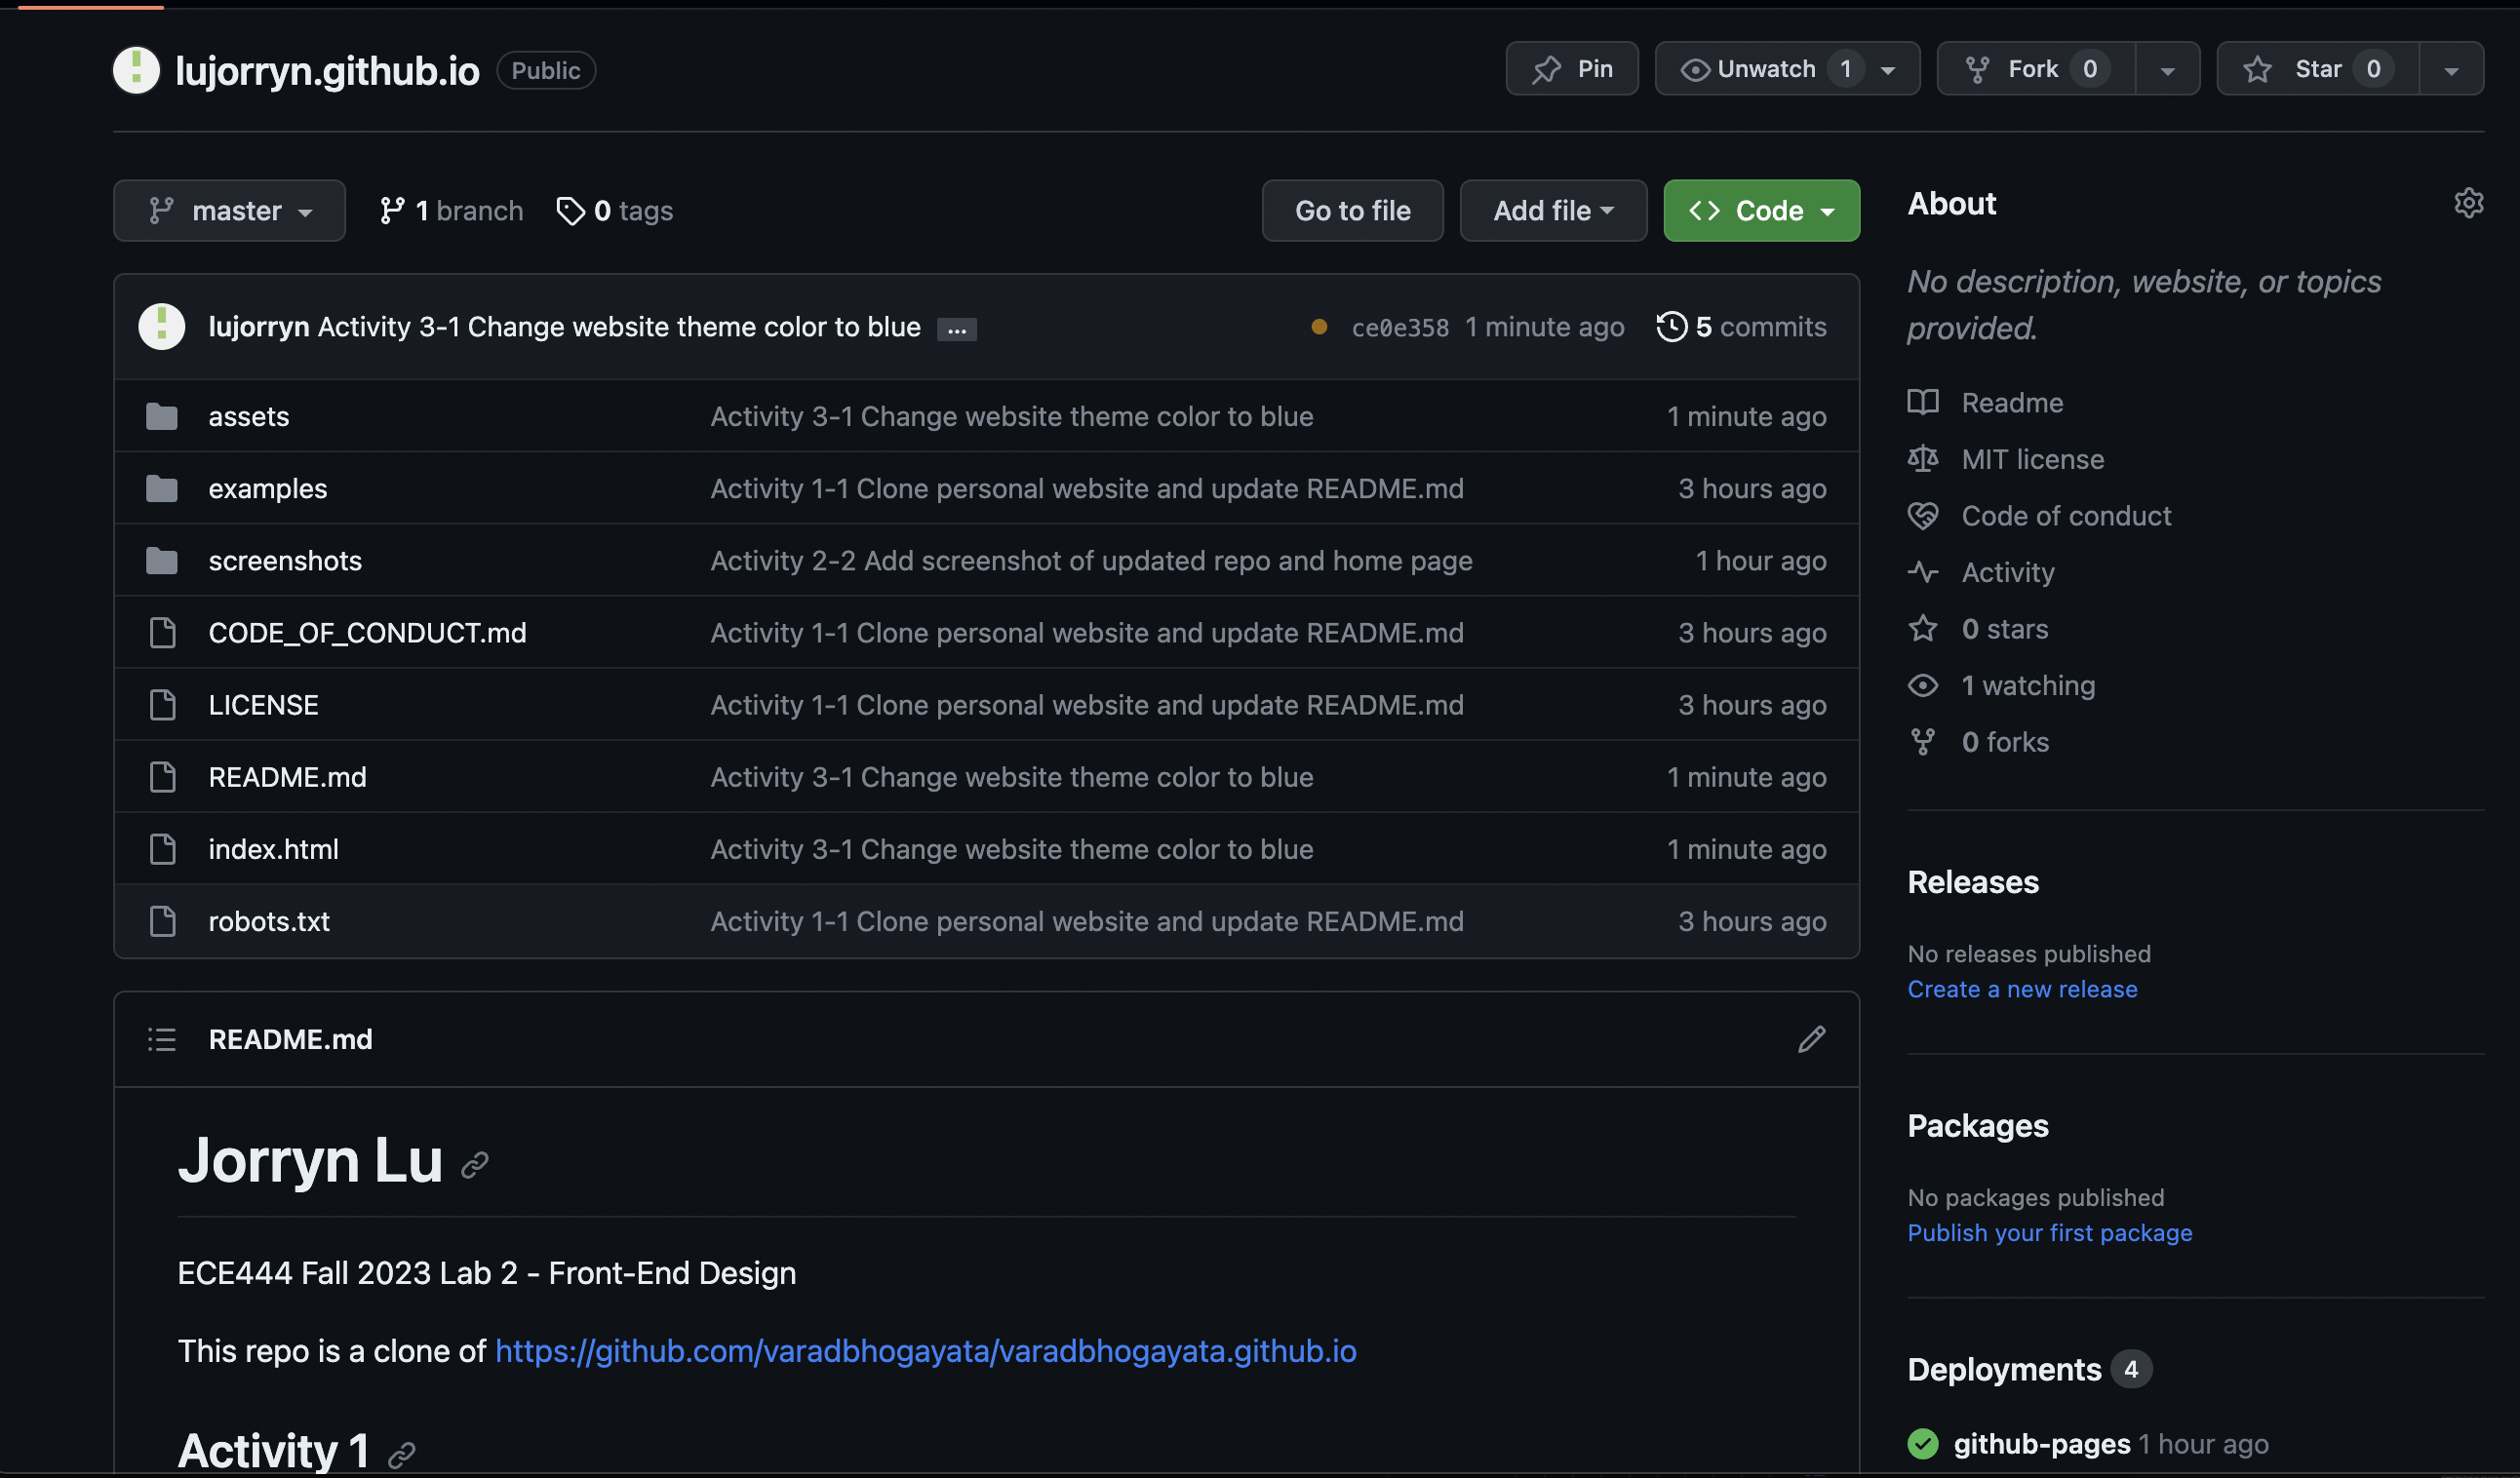 lujorryn.github.io Public
Pin Unwatch 1 Fork 0 Star 0
master 1 branch 0 tags Go to file Add file Code
lujorryn Activity 3-1 Change website theme color to blue ... ce0e358 1 minute ago 5 commits
assets Activity 3-1 Change website theme color to blue 1 minute ago
examples Activity 1-1 Clone personal website and update README.md 3 hours ago
screenshots Activity 2-2 Add screenshot of updated repo and home page 1 hour ago
CODE_OF_CONDUCT.md Activity 1-1 Clone personal website and update README.md 3 hours ago
LICENSE Activity 1-1 Clone personal website and update README.md 3 hours ago
README.md Activity 3-1 Change website theme color to blue 1 minute ago
index.html Activity 3-1 Change website theme color to blue 1 minute ago
robots.txt Activity 1-1 Clone personal website and update README.md 3 hours ago
README.md
Jorryn Lu
ECE444 Fall 2023 Lab 2 - Front-End Design
This repo is a clone of https://github.com/varadbhogayata/varadbhogayata.github.io
Activity 1
About
No description, website, or topics
provided.
Readme
MIT license
Code of conduct
Activity
0 stars
1 watching
0 forks
Releases
No releases published
Create a new release
Packages
No packages published
Publish your first package
Deployments 4
github-pages 1 hour ago